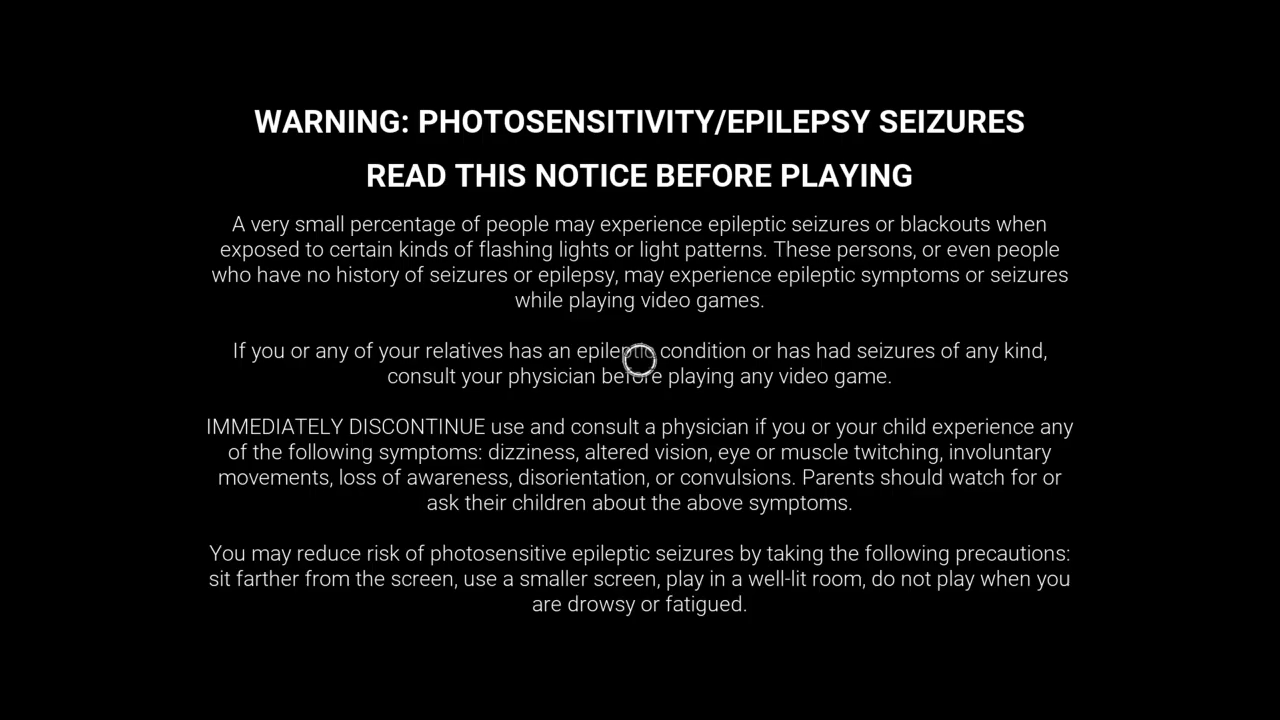 WARNING: PHOTOSENSITIVITY/EPILEPSY SEIZURES
READ THIS NOTICE BEFORE PLAYING
A very small percentage of people may experience epileptic seizures or blackouts when
exposed to certain kinds of flashing lights or light patterns. These persons, or even people
who have no history of seizures or epilepsy, may experience epileptic symptoms or seizures
while playing video games.
If you or any of your relatives has an epileptic condition or has had seizures of any kind,
consult your physician before playing any video game.
IMMEDIATELY DISCONTINUE use and consult a physician if you or your child experience any
of the following symptoms: dizziness, altered vision, eye or muscle twitching, involuntary
movements, loss of awareness, disorientation, or convulsions. Parents should watch for or
ask their children about the above symptoms.
You may reduce risk of photosensitive epileptic seizures by taking the following precautions:
sit farther from the screen, use a smaller screen, play in a well-lit room, do not play when you
are drowsy or fatigued.